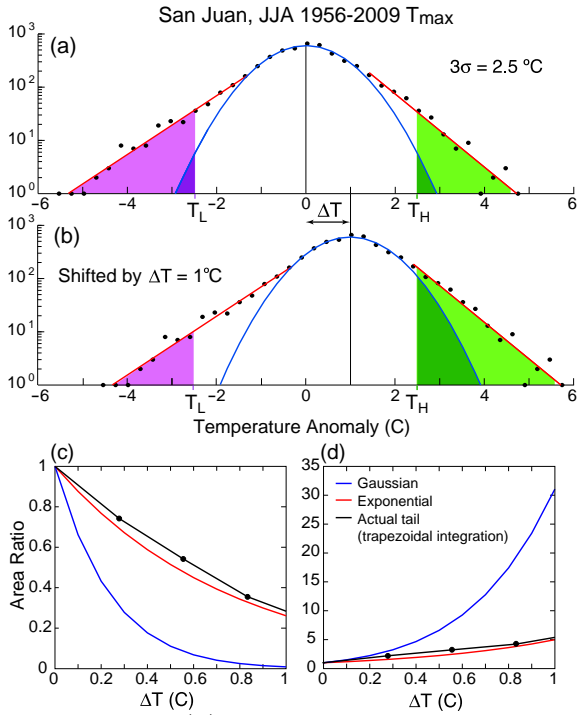 San Juan, JJA 1956-2009 Tmax
(a)
3σ = 2.5 ºC
10³
10²
10¹
10⁰
−6 −4 −2 0 2 4 6
TL ΔT TH
(b)
Shifted by ΔT = 1°C
10³
10²
10¹
10⁰
−6 −4 −2 0 2 4 6
TL TH
Temperature Anomaly (C)
(c)
Area Ratio
1
0.8
0.6
0.4
0.2
0
0 0.2 0.4 0.6 0.8 1
ΔT (C)
(d)
35
30
25
20
15
10
5
0
Gaussian
Exponential
Actual tail
(trapezoidal integration)
0 0.2 0.4 0.6 0.8 1
ΔT (C)